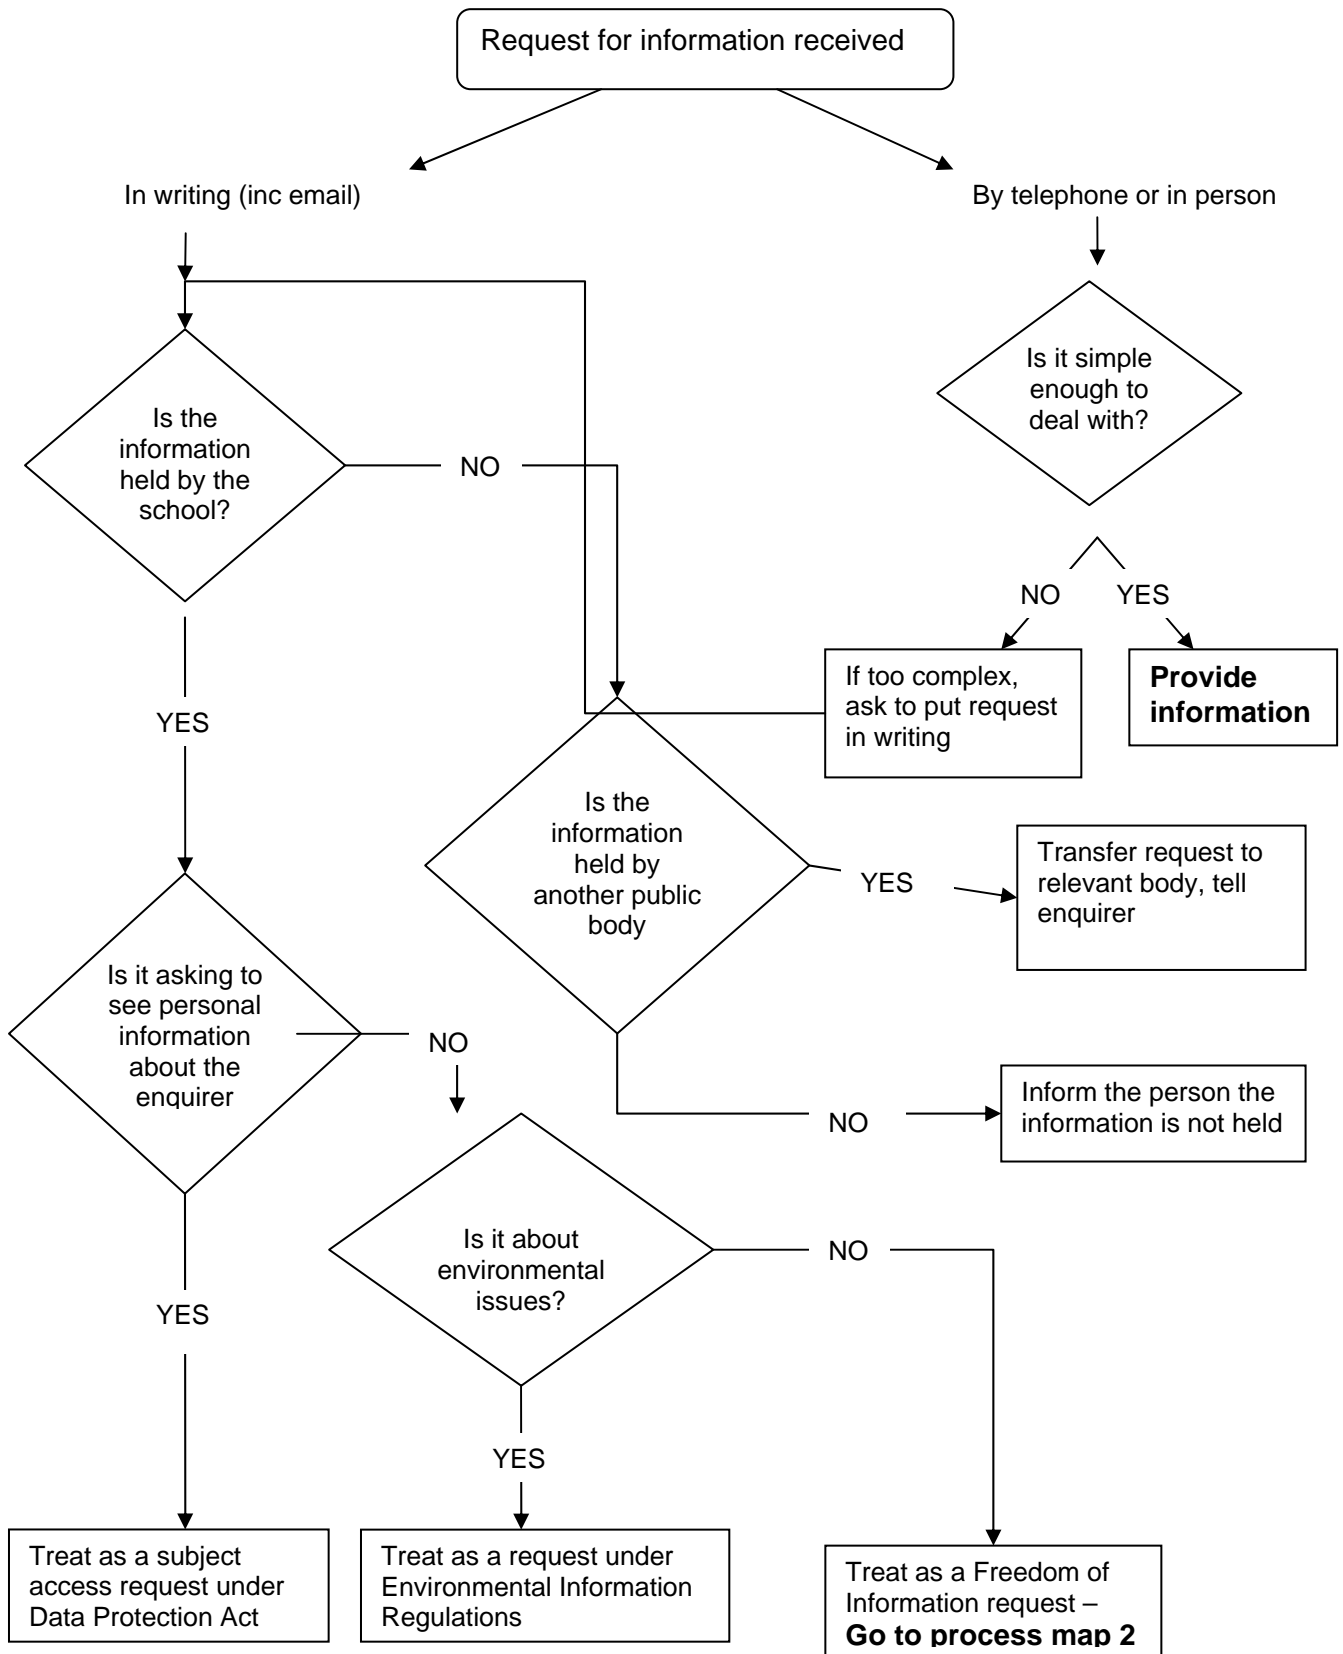 Request for information received
In writing (inc email)
By telephone or in person
Is it simple
enough to
deal with?
Is the
information
held by the
school?
NO
NO
YES
If too complex,
ask to put request
in writing
Provide
information
YES
Is the
information
held by
another public
body
YES
Transfer request to
relevant body, tell
enquirer
Is it asking to
see personal
information
about the
enquirer
NO
Inform the person the
information is not held
NO
Is it about
environmental
issues?
NO
YES
YES
Treat as a subject
access request under
Data Protection Act
Treat as a request under
Environmental Information
Regulations
Treat as a Freedom of
Information request –
Go to process map 2